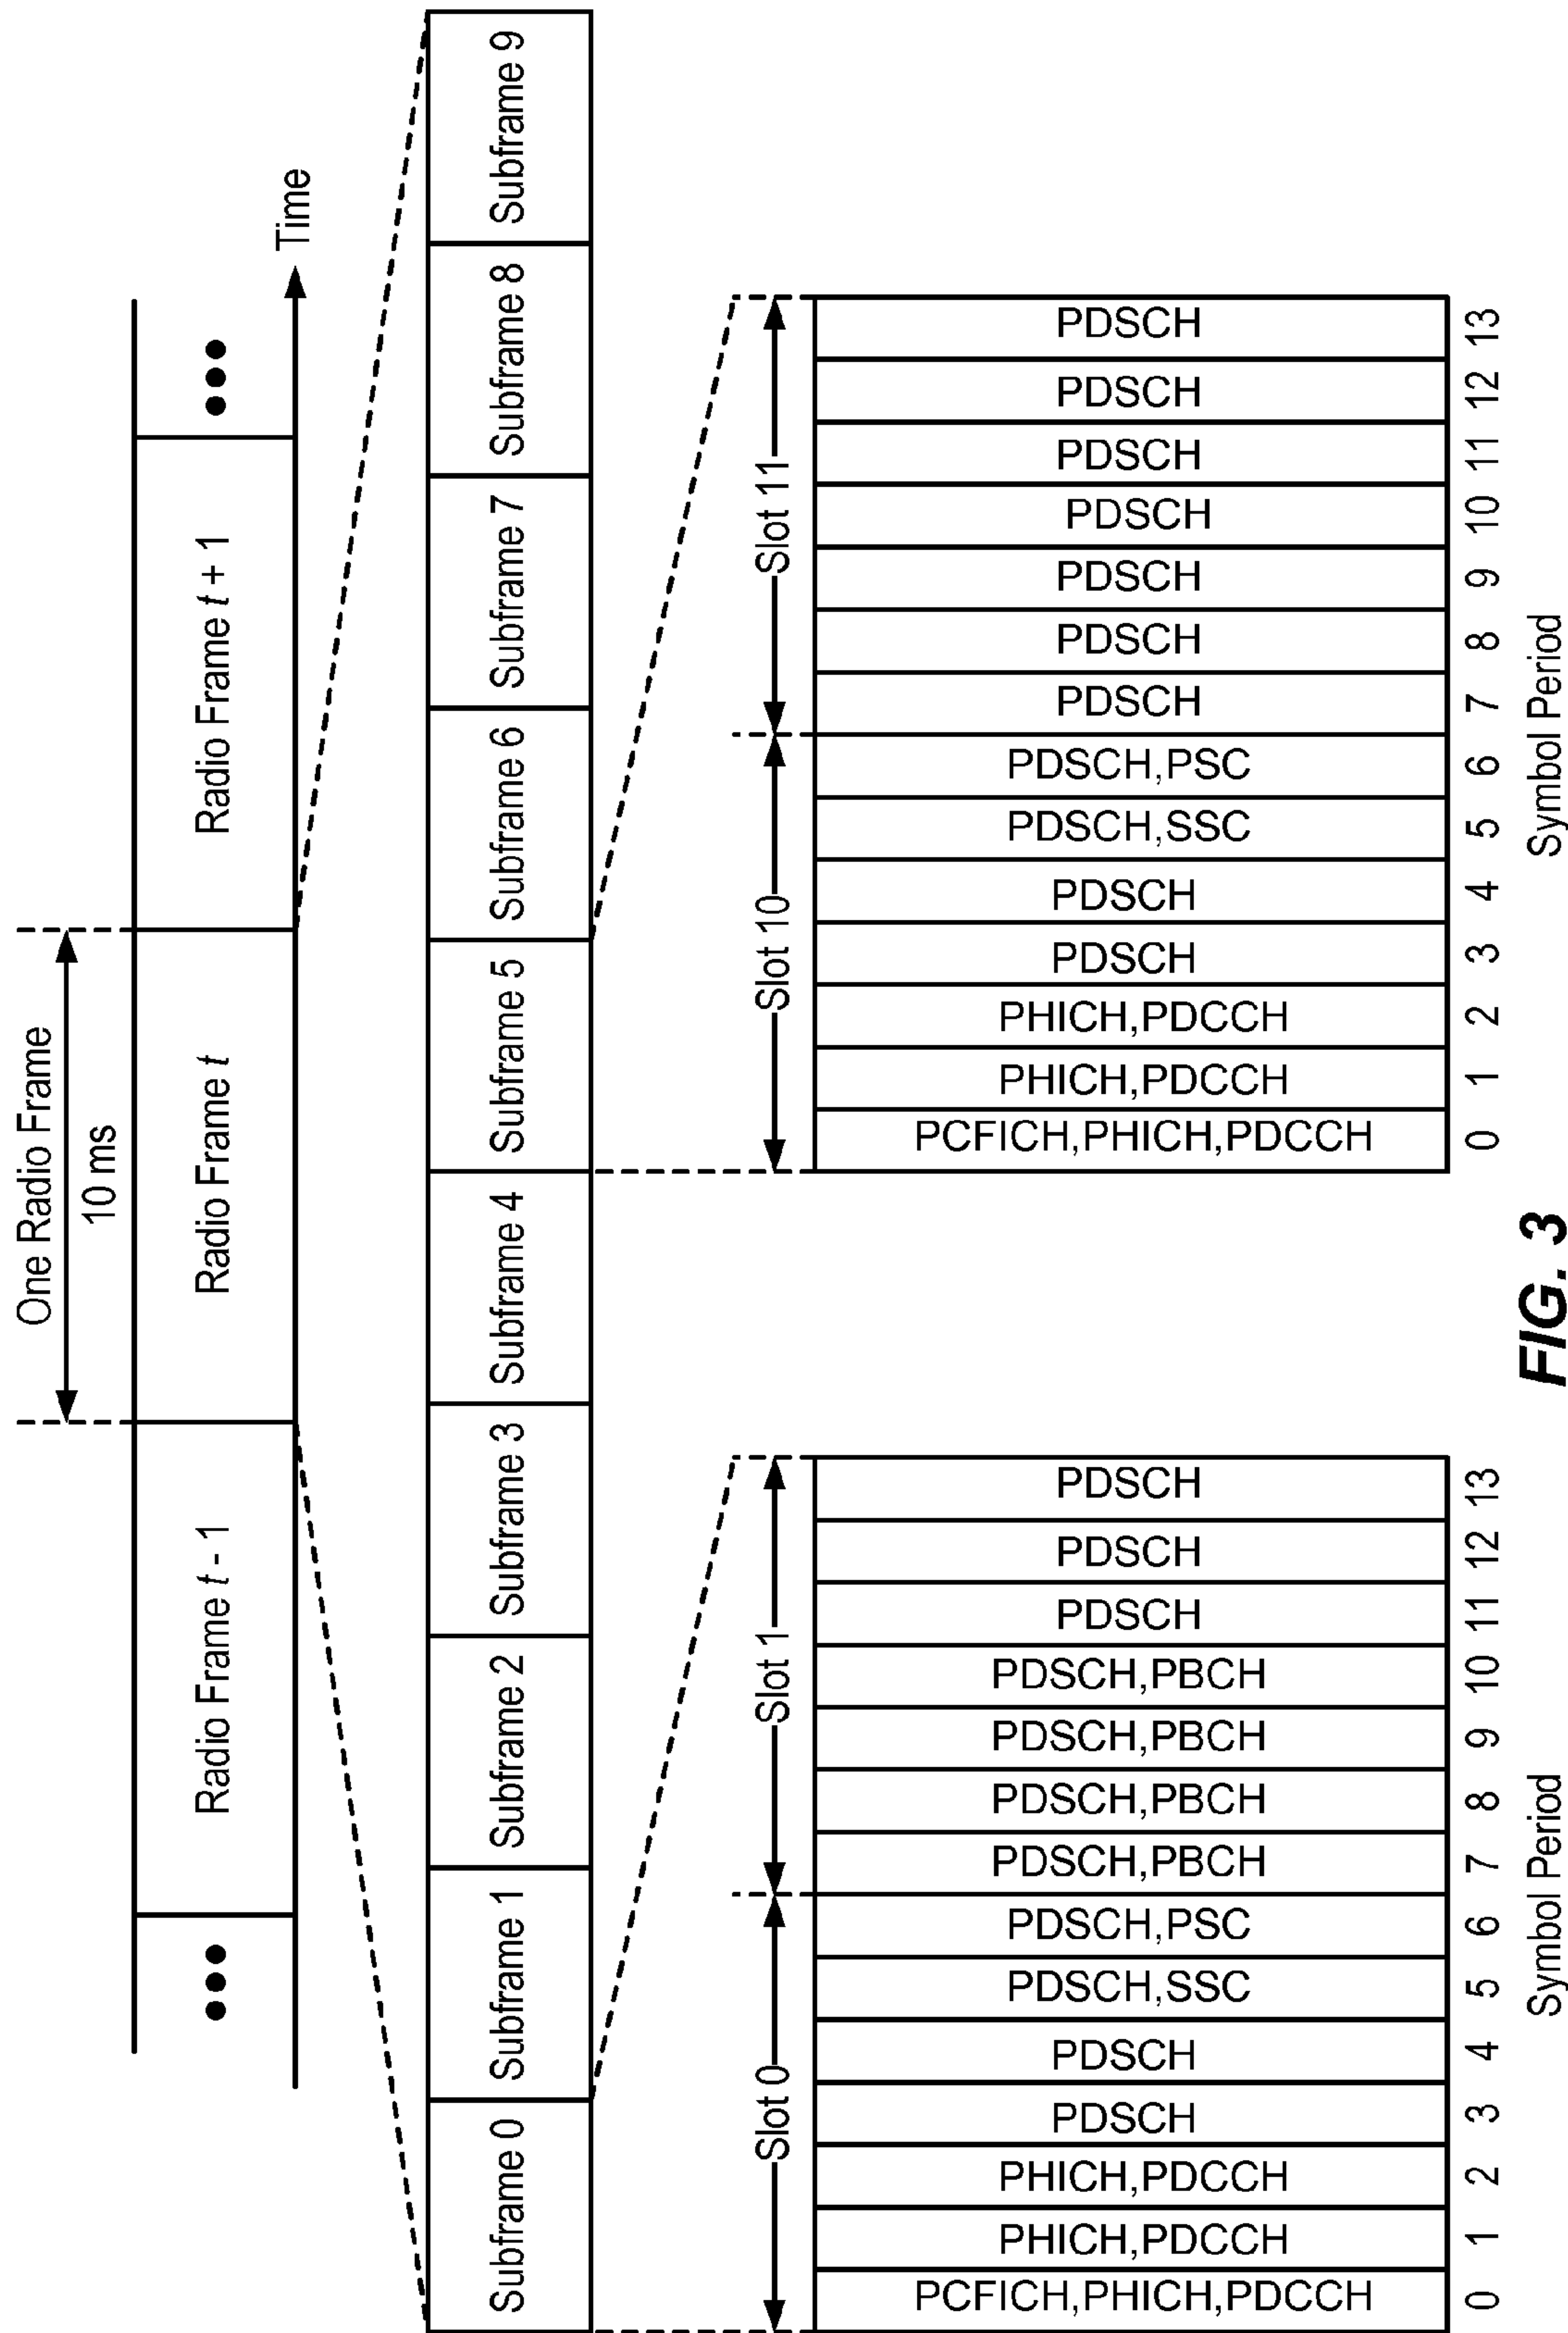 One Radio Frame
10 ms
Radio Frame t - 1
Radio Frame t
Radio Frame t + 1
Time
Subframe 0
Subframe 1
Subframe 2
Subframe 3
Subframe 4
Subframe 5
Subframe 6
Subframe 7
Subframe 8
Subframe 9
Slot 0
Slot 1
PCFICH,PHICH,PDCCH
PHICH,PDCCH
PHICH,PDCCH
PDSCH
PDSCH
PDSCH,SSC
PDSCH,PSC
PDSCH,PBCH
PDSCH,PBCH
PDSCH,PBCH
PDSCH,PBCH
PDSCH
PDSCH
PDSCH
0 1 2 3 4 5 6 7 8 9 10 11 12 13
Symbol Period
Slot 10
Slot 11
PCFICH,PHICH,PDCCH
PHICH,PDCCH
PHICH,PDCCH
PDSCH
PDSCH
PDSCH,SSC
PDSCH,PSC
PDSCH
PDSCH
PDSCH
PDSCH
PDSCH
PDSCH
PDSCH
0 1 2 3 4 5 6 7 8 9 10 11 12 13
Symbol Period
FIG. 3